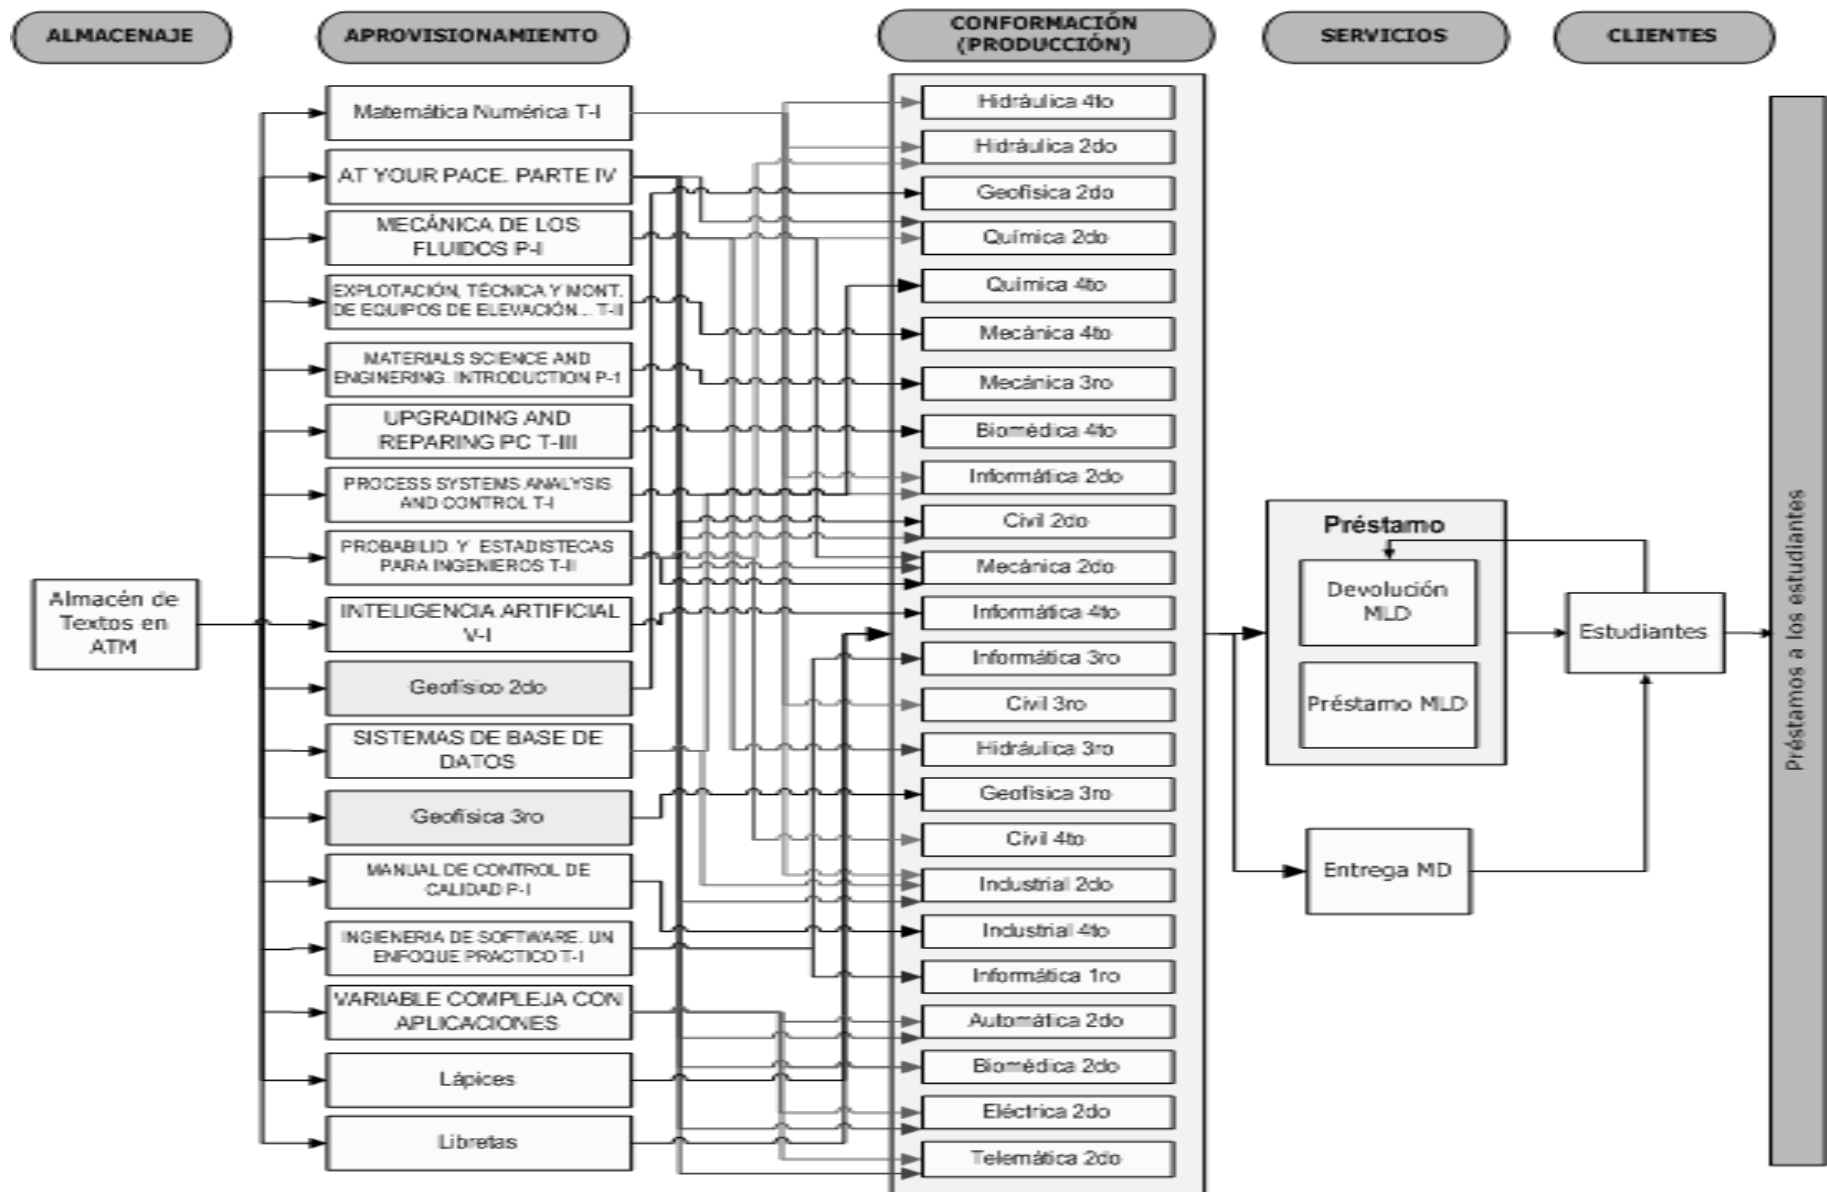 ALMACENAJE
APROVISIONAMIENTO
CONFORMACIÓN
(PRODUCCIÓN)
SERVICIOS
CLIENTES
Almacén de
Textos en
ATM
Matemática Numérica T-I
AT YOUR PACE. PARTE IV
MECÁNICA DE LOS
FLUIDOS P-I
EXPLOTACIÓN, TÉCNICA Y MONT.
DE EQUIPOS DE ELEVACIÓN... T-II
MATERIALS SCIENCE AND
ENGINERING. INTRODUCTION P-1
UPGRADING AND
REPARING PC T-III
PROCESS SYSTEMS ANALYSIS
AND CONTROL T-I
PROBABILID. Y ESTADISTECAS
PARA INGENIEROS T-II
INTELIGENCIA ARTIFICIAL
V-I
Geofísico 2do
SISTEMAS DE BASE DE
DATOS
Geofísica 3ro
MANUAL DE CONTROL DE
CALIDAD P-I
INGIENERIA DE SOFTWARE. UN
ENFOQUE PRACTICO T-I
VARIABLE COMPLEJA CON
APLICACIONES
Lápices
Libretas
Hidráulica 4to
Hidráulica 2do
Geofísica 2do
Química 2do
Química 4to
Mecánica 4to
Mecánica 3ro
Biomédica 4to
Informática 2do
Civil 2do
Mecánica 2do
Informática 4to
Informática 3ro
Civil 3ro
Hidráulica 3ro
Geofísica 3ro
Civil 4to
Industrial 2do
Industrial 4to
Informática 1ro
Automática 2do
Biomédica 2do
Eléctrica 2do
Telemática 2do
Préstamo
Devolución
MLD
Préstamo MLD
Entrega MD
Estudiantes
Préstamos a los estudiantes